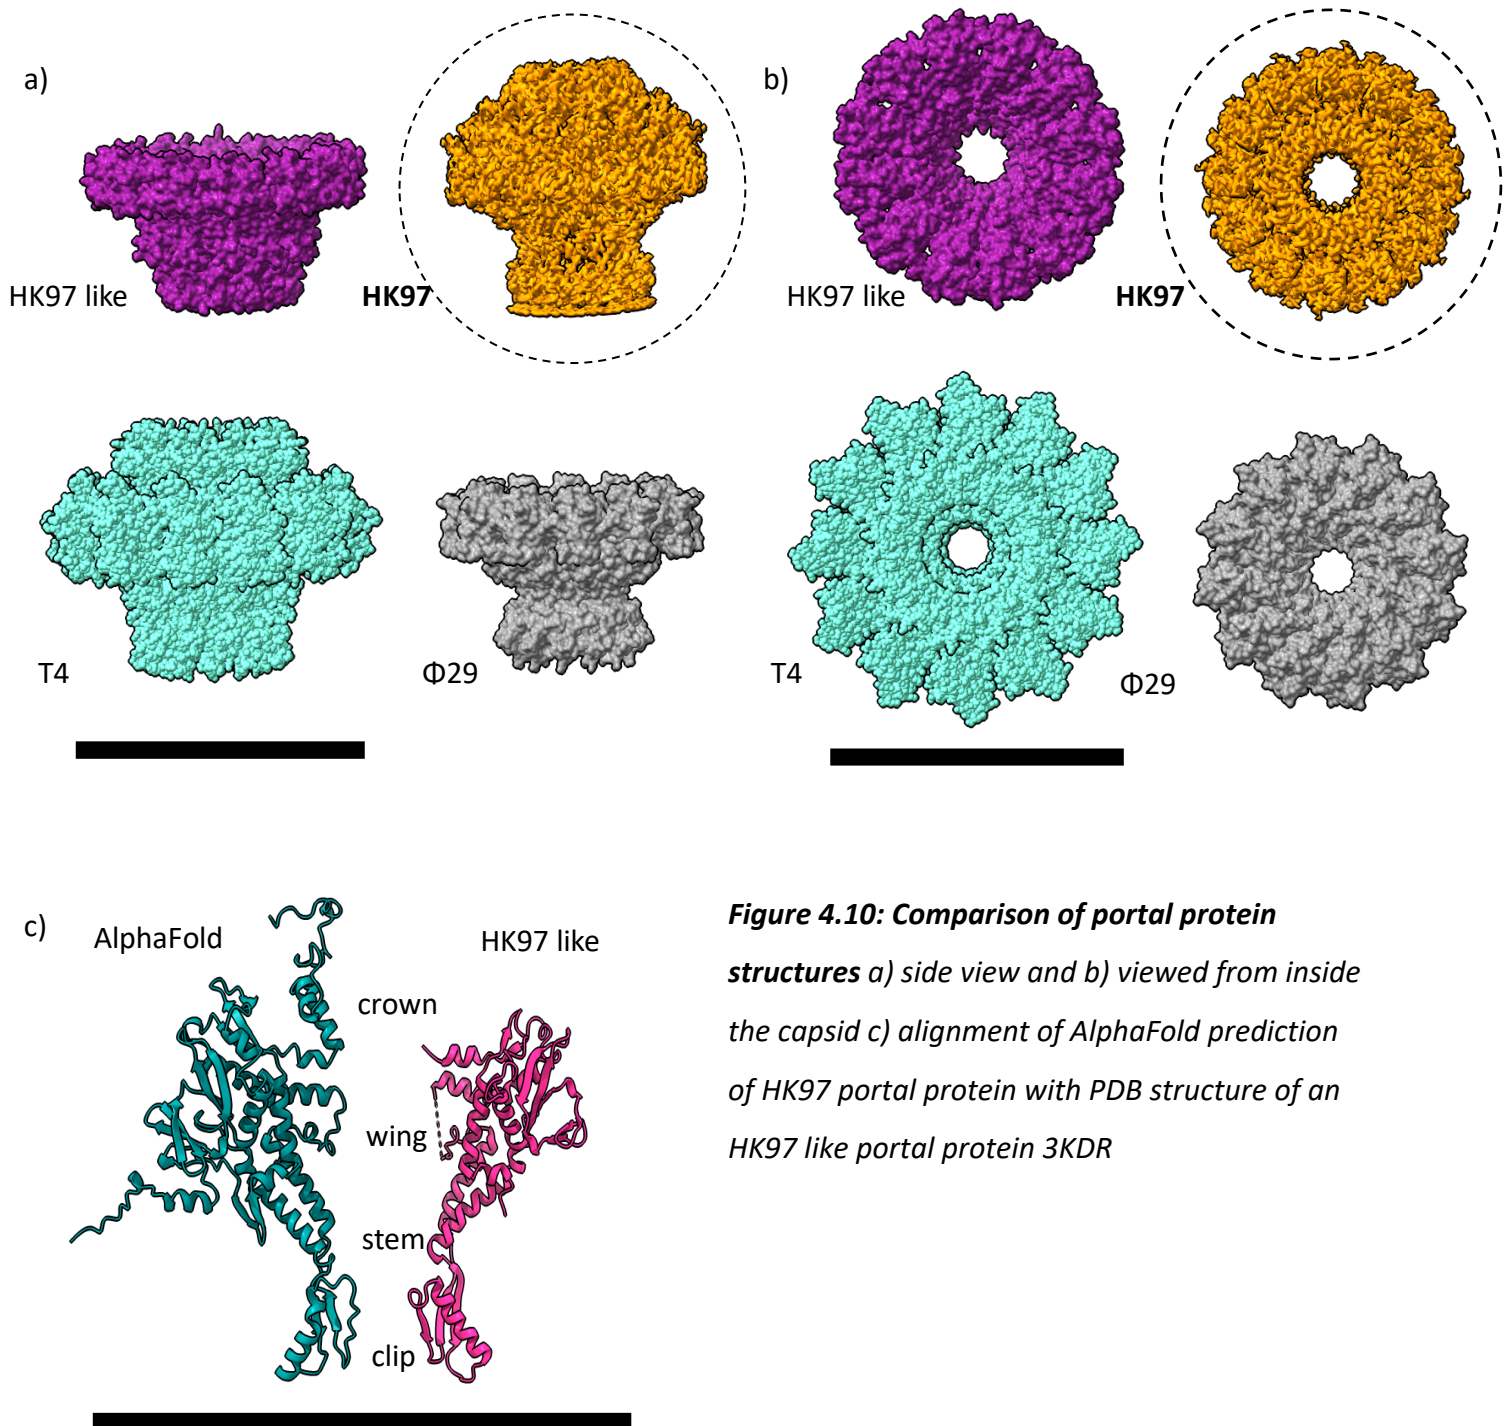 a)
b)
HK97 like
HK97
HK97 like
HK97
T4
Φ29
T4
Φ29
c)
AlphaFold
HK97 like
crown
wing
stem
clip
Figure 4.10: Comparison of portal protein
structures a) side view and b) viewed from inside
the capsid c) alignment of AlphaFold prediction
of HK97 portal protein with PDB structure of an
HK97 like portal protein 3KDR